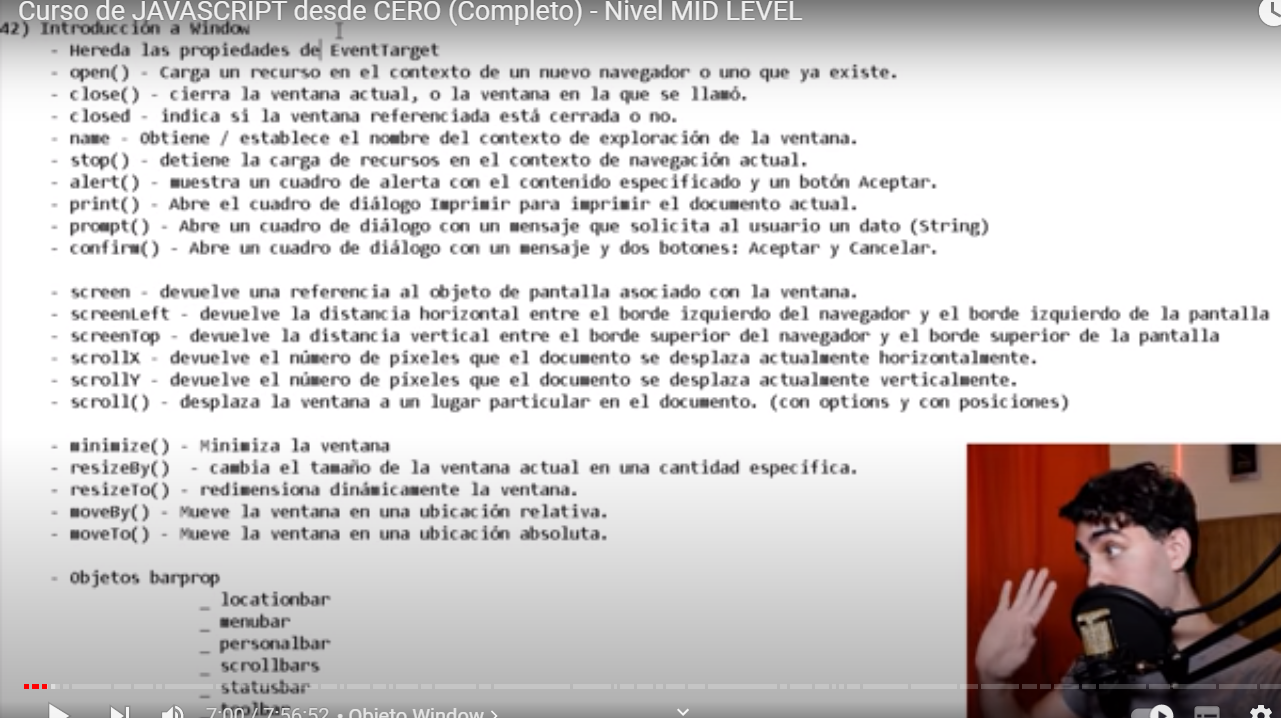 Curso de JAVASCRIPT desde CERO (Completo) - Nivel MID LEVEL
42) Introducción a Window
- Hereda las propiedades de EventTarget
- open() - Carga un recurso en el contexto de un nuevo navegador o uno que ya existe.
- close() - cierra la ventana actual, o la ventana en la que se llamó.
- closed - indica si la ventana referenciada está cerrada o no.
- name - Obtiene / establece el nombre del contexto de exploración de la ventana.
- stop() - detiene la carga de recursos en el contexto de navegación actual.
- alert() - muestra un cuadro de alerta con el contenido especificado y un botón Aceptar.
- print() - Abre el cuadro de diálogo Imprimir para imprimir el documento actual.
- prompt() - Abre un cuadro de diálogo con un mensaje que solicita al usuario un dato (String)
- confirm() - Abre un cuadro de diálogo con un mensaje y dos botones: Aceptar y Cancelar.
- screen - devuelve una referencia al objeto de pantalla asociado con la ventana.
- screenLeft - devuelve la distancia horizontal entre el borde izquierdo del navegador y el borde izquierdo de la pantalla
- screenTop - devuelve la distancia vertical entre el borde superior del navegador y el borde superior de la pantalla
- scrollX - devuelve el número de píxeles que el documento se desplaza actualmente horizontalmente.
- scrollY - devuelve el número de píxeles que el documento se desplaza actualmente verticalmente.
- scroll() - desplaza la ventana a un lugar particular en el documento. (con options y con posiciones)
- minimize() - Minimiza la ventana
- resizeBy() - cambia el tamaño de la ventana actual en una cantidad específica.
- resizeTo() - redimensiona dinámicamente la ventana.
- moveBy() - Mueve la ventana en una ubicación relativa.
- moveTo() - Mueve la ventana en una ubicación absoluta.
- Objetos barprop
_ locationbar
_ menubar
_ personalbar
_ scrollbars
_ statusbar
_ toolbar
7:00 / 7:56:52 • Objeto Window >